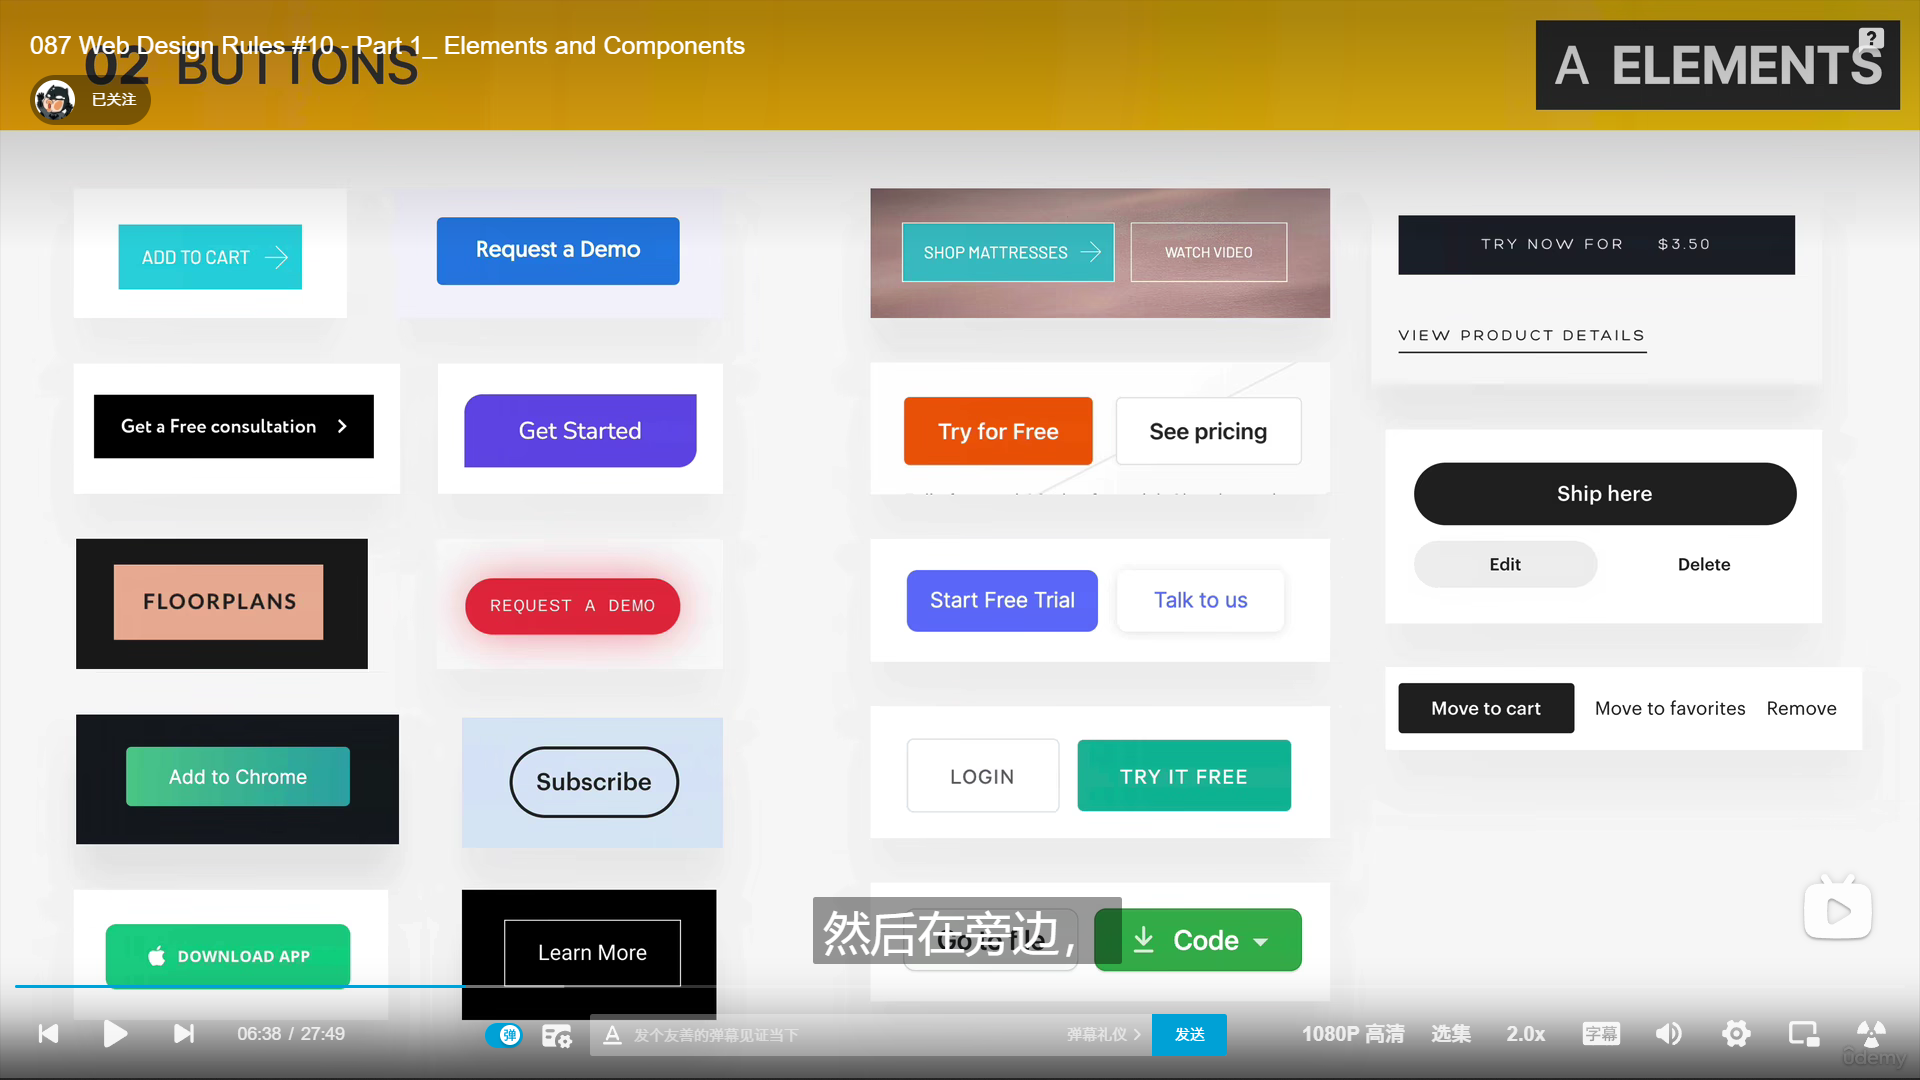 087 Web Design Rules #10 - Part 1_ Elements and Components
02 BUTTONS
已关注
A ELEMENTS
?
ADD TO CART
Request a Demo
SHOP MATTRESSES
WATCH VIDEO
TRY NOW FOR $3.50
VIEW PRODUCT DETAILS
Get a Free consultation
Get Started
Try for Free
See pricing
Ship here
Edit
Delete
FLOORPLANS
REQUEST A DEMO
Start Free Trial
Talk to us
Move to cart
Move to favorites
Remove
Add to Chrome
Subscribe
LOGIN
TRY IT FREE
DOWNLOAD APP
Learn More
Go to file
Code
然后在旁边,
06:38 / 27:49
弹
A
发个友善的弹幕见证当下
弹幕礼仪
发送
1080P 高清
选集
2.0x
字幕
ûdemy